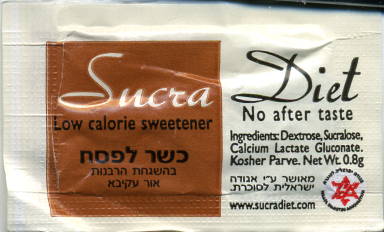 Sucra Diet
Low calorie sweetener
No after taste
Ingredients: Dextrose, Sucralose,
Calcium Lactate Gluconate.
Kosher Parve. Net Wt. 0.8g
כשר לפסח
בהשגחת הרבנות
אור עקיבא
מאושר ע״י אגודה
ישראלית לסוכרת.
www.sucradiet.com